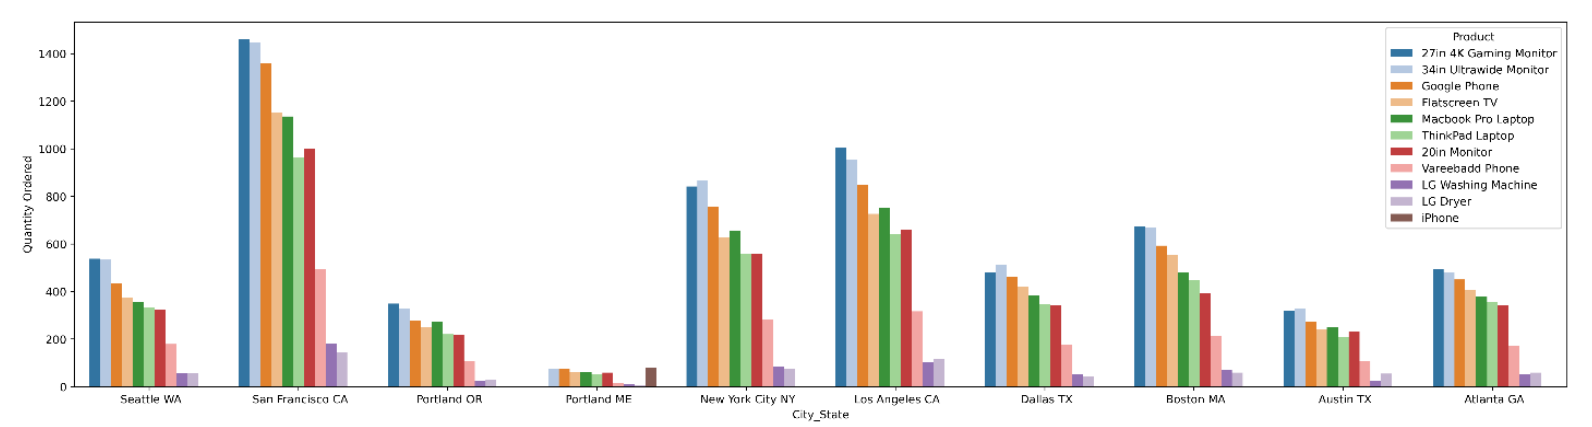 Quantity Ordered
1400
1200
1000
800
600
400
200
0
Product
27in 4K Gaming Monitor
34in Ultrawide Monitor
Google Phone
Flatscreen TV
Macbook Pro Laptop
ThinkPad Laptop
20in Monitor
Vareebadd Phone
LG Washing Machine
LG Dryer
iPhone
Seattle WA San Francisco CA Portland OR Portland ME New York City NY Los Angeles CA Dallas TX Boston MA Austin TX Atlanta GA
City_State